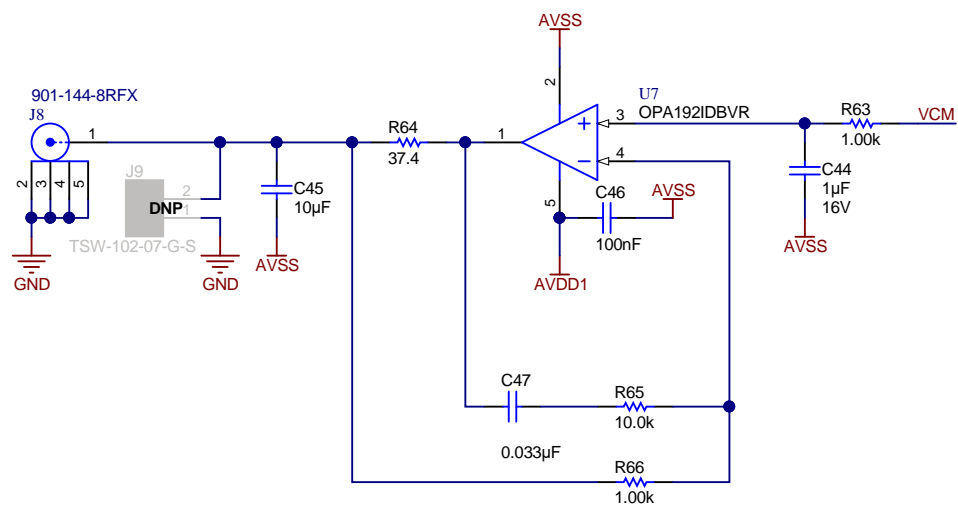 AVSS
901-144-8RFX
J8
1
2
3
4
5
GND
J9
2
1
DNP
TSW-102-07-G-S
GND
C45
10µF
AVSS
R64
37.4
1
2
U7
OPA192IDBVR
+
3
−
4
5
C46
100nF
AVSS
AVDD1
R63
1.00k
VCM
C44
1µF
16V
AVSS
C47
0.033µF
R65
10.0k
R66
1.00k